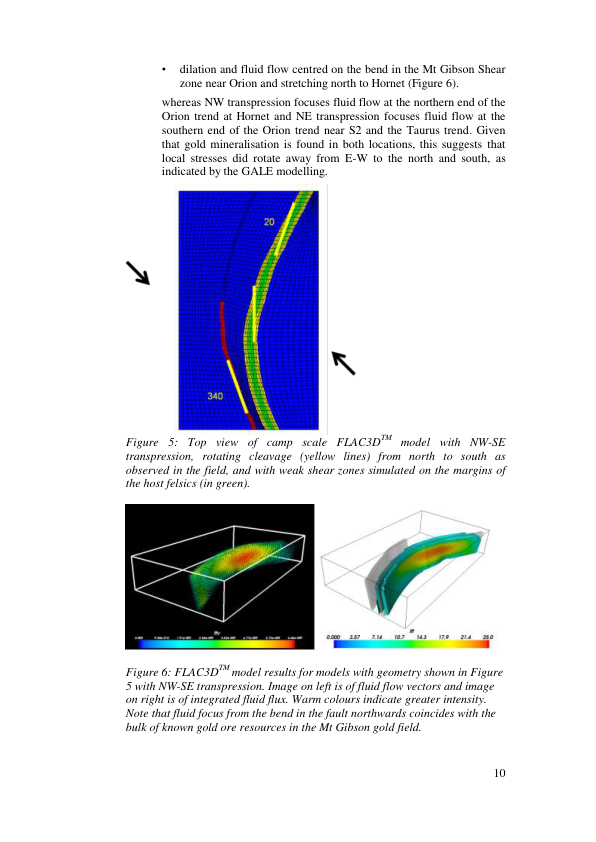 • dilation and fluid flow centred on the bend in the Mt Gibson Shear
zone near Orion and stretching north to Hornet (Figure 6).
whereas NW transpression focuses fluid flow at the northern end of the
Orion trend at Hornet and NE transpression focuses fluid flow at the
southern end of the Orion trend near S2 and the Taurus trend. Given
that gold mineralisation is found in both locations, this suggests that
local stresses did rotate away from E-W to the north and south, as
indicated by the GALE modelling.
20
340
Figure 5: Top view of camp scale FLAC3DTM model with NW-SE
transpression, rotating cleavage (yellow lines) from north to south as
observed in the field, and with weak shear zones simulated on the margins of
the host felsics (in green).
0.000 3.57 7.14 10.7 14.3 17.9 21.4 25.0
Figure 6: FLAC3DTM model results for models with geometry shown in Figure
5 with NW-SE transpression. Image on left is of fluid flow vectors and image
on right is of integrated fluid flux. Warm colours indicate greater intensity.
Note that fluid focus from the bend in the fault northwards coincides with the
bulk of known gold ore resources in the Mt Gibson gold field.
10